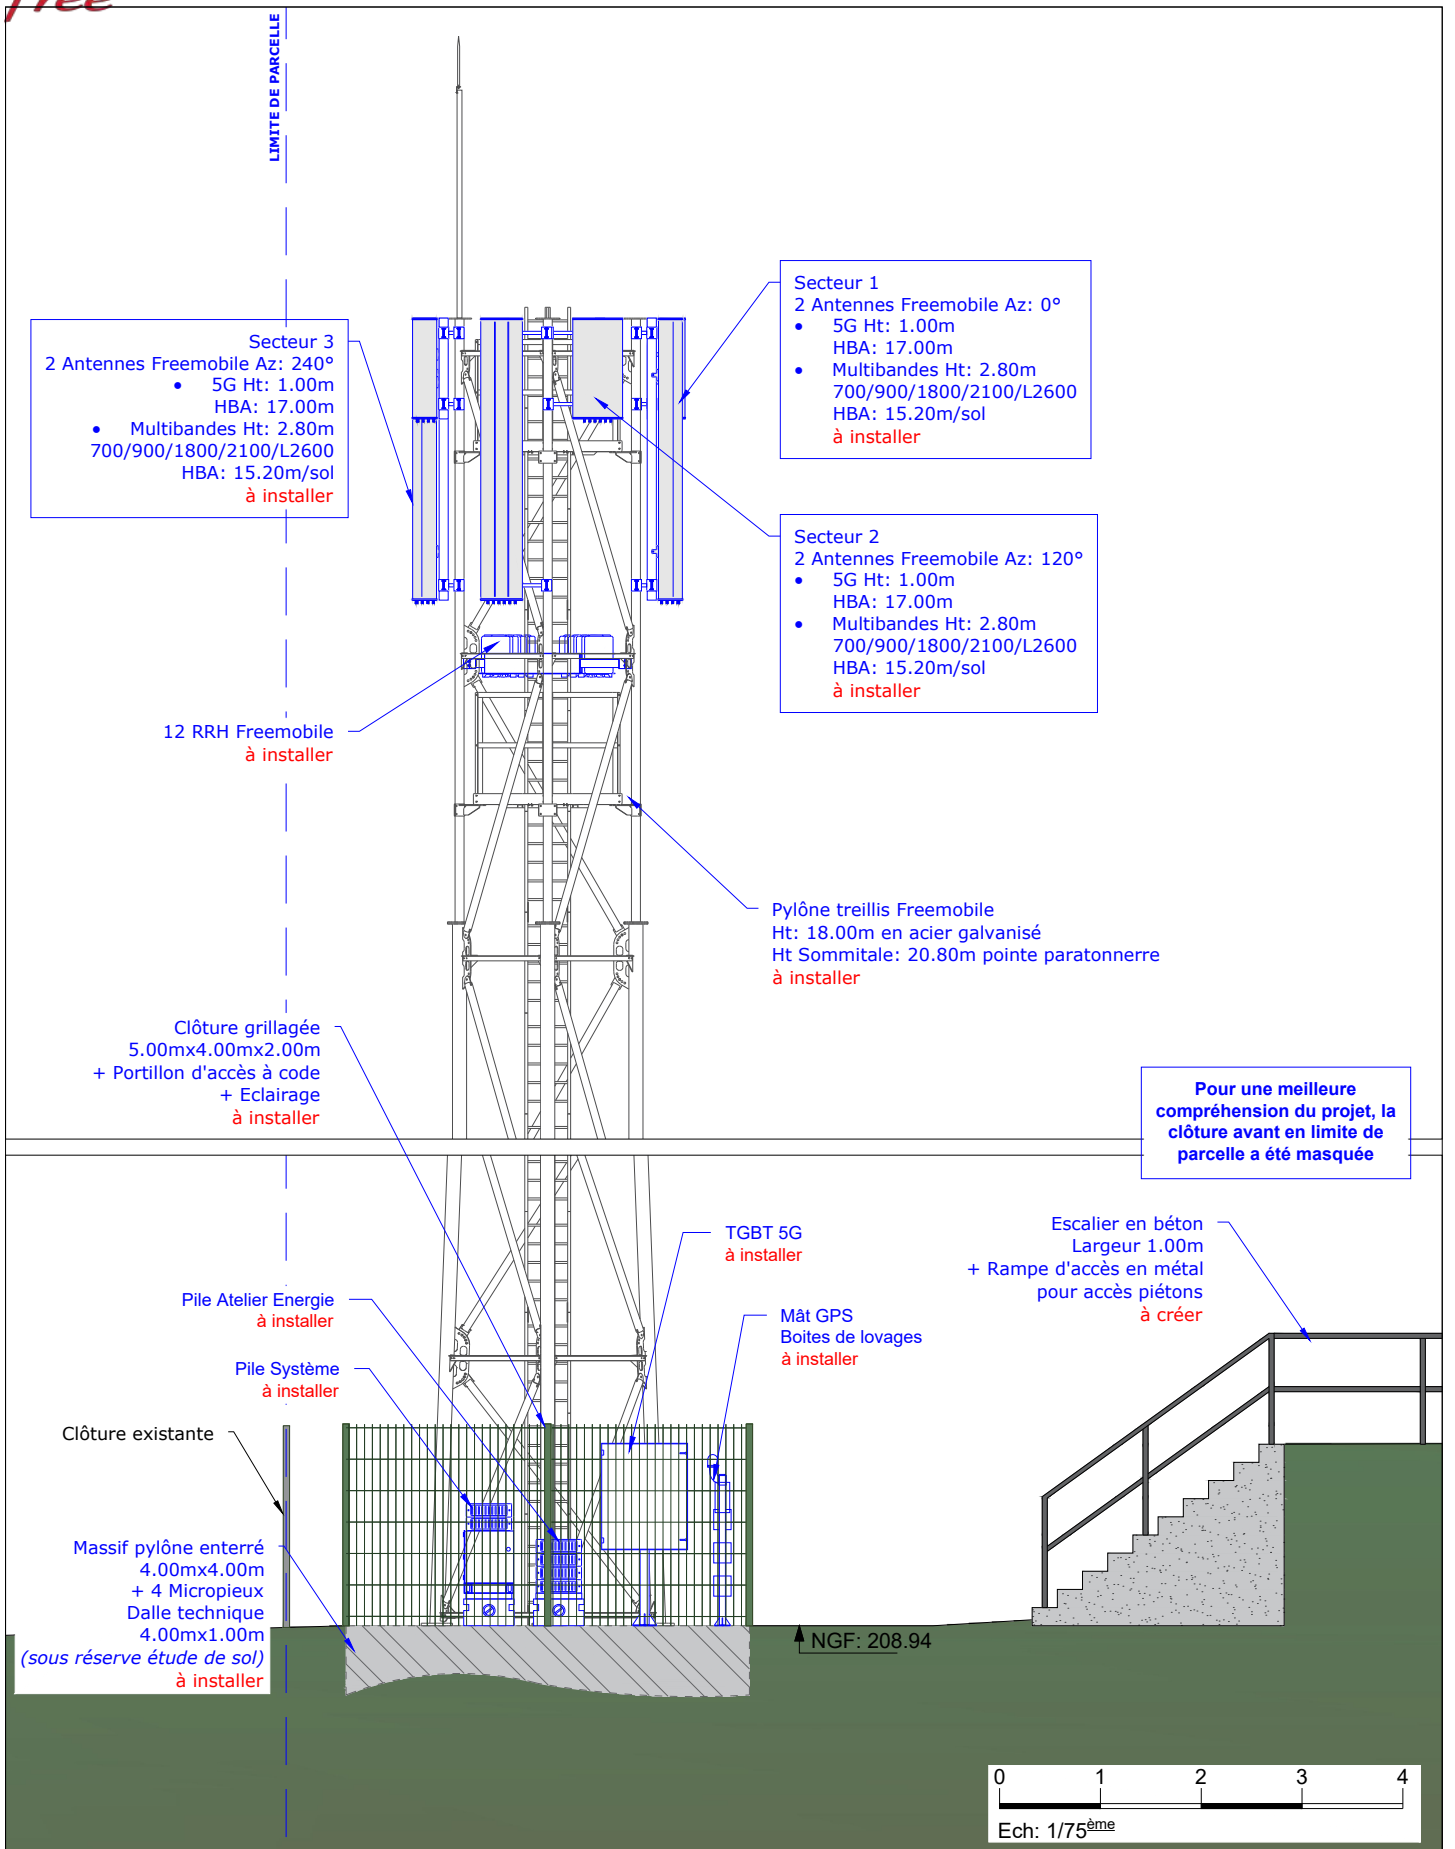 free
LIMITE DE PARCELLE
Secteur 1
2 Antennes Freemobile Az: 0°
• 5G Ht: 1.00m
HBA: 17.00m
• Multibandes Ht: 2.80m
700/900/1800/2100/L2600
HBA: 15.20m/sol
à installer
Secteur 3
2 Antennes Freemobile Az: 240°
• 5G Ht: 1.00m
HBA: 17.00m
• Multibandes Ht: 2.80m
700/900/1800/2100/L2600
HBA: 15.20m/sol
à installer
Secteur 2
2 Antennes Freemobile Az: 120°
• 5G Ht: 1.00m
HBA: 17.00m
• Multibandes Ht: 2.80m
700/900/1800/2100/L2600
HBA: 15.20m/sol
à installer
12 RRH Freemobile
à installer
Pylône treillis Freemobile
Ht: 18.00m en acier galvanisé
Ht Sommitale: 20.80m pointe paratonnerre
à installer
Clôture grillagée
5.00mx4.00mx2.00m
+ Portillon d'accès à code
+ Eclairage
à installer
Pour une meilleure
compréhension du projet, la
clôture avant en limite de
parcelle a été masquée
TGBT 5G
à installer
Escalier en béton
Largeur 1.00m
+ Rampe d'accès en métal
pour accès piétons
à créer
Pile Atelier Energie
à installer
Mât GPS
Boites de lovages
à installer
Pile Système
à installer
Clôture existante
Massif pylône enterré
4.00mx4.00m
+ 4 Micropieux
Dalle technique
4.00mx1.00m
(sous réserve étude de sol)
à installer
NGF: 208.94
0 1 2 3 4
Ech: 1/75ème